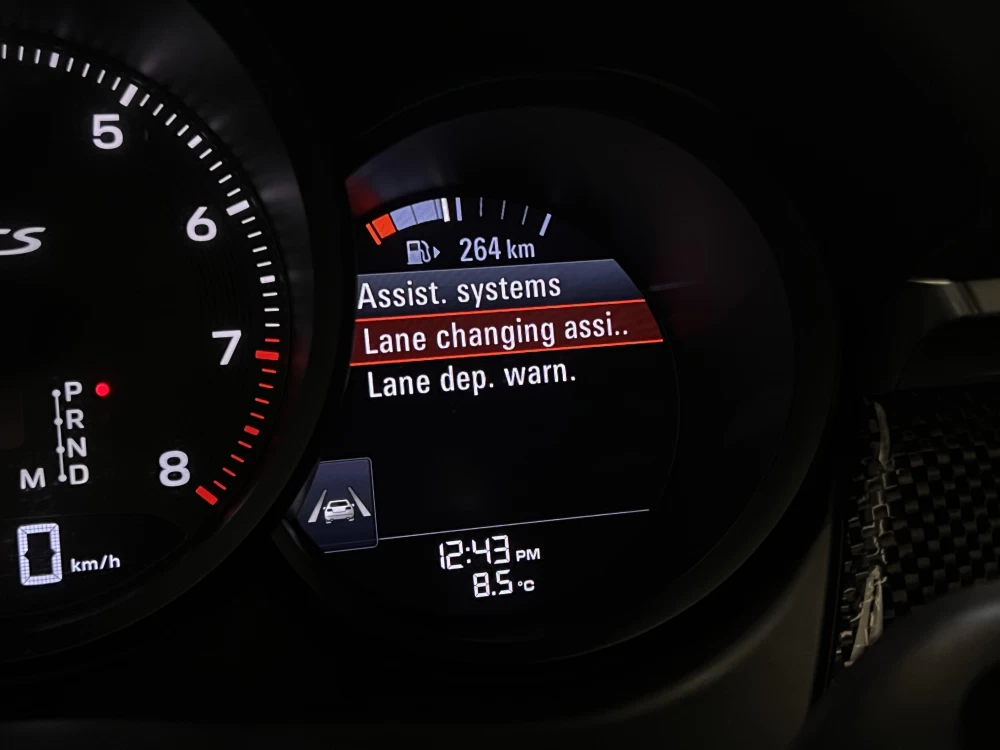 5
6
7
8
P
R
N
M D
0 km/h
264 km
Assist. systems
Lane changing assi..
Lane dep. warn.
12:43 PM
8.5 °C